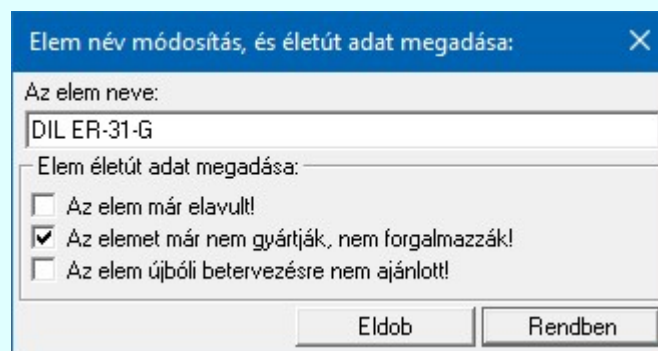 Elem név módosítás, és életút adat megadása:
Az elem neve:
DIL ER-31-G
Elem életút adat megadása:
Az elem már elavult!
Az elemet már nem gyártják, nem forgalmazzák!
Az elem újbóli betervezésre nem ajánlott!
Eldob Rendben